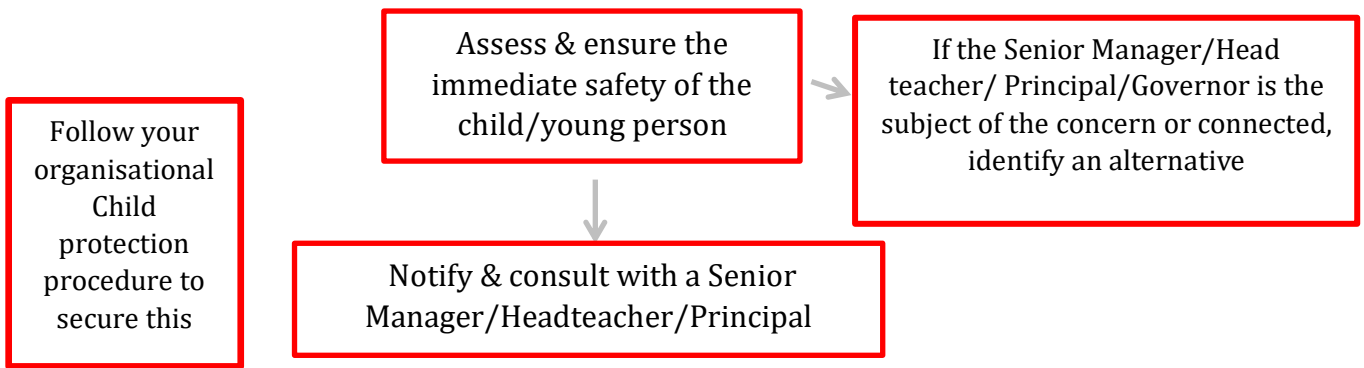 Assess & ensure the
immediate safety of the
child/young person
If the Senior Manager/Head
teacher/ Principal/Governor is the
subject of the concern or connected,
identify an alternative
Follow your
organisational
Child
protection
procedure to
secure this
Notify & consult with a Senior
Manager/Headteacher/Principal